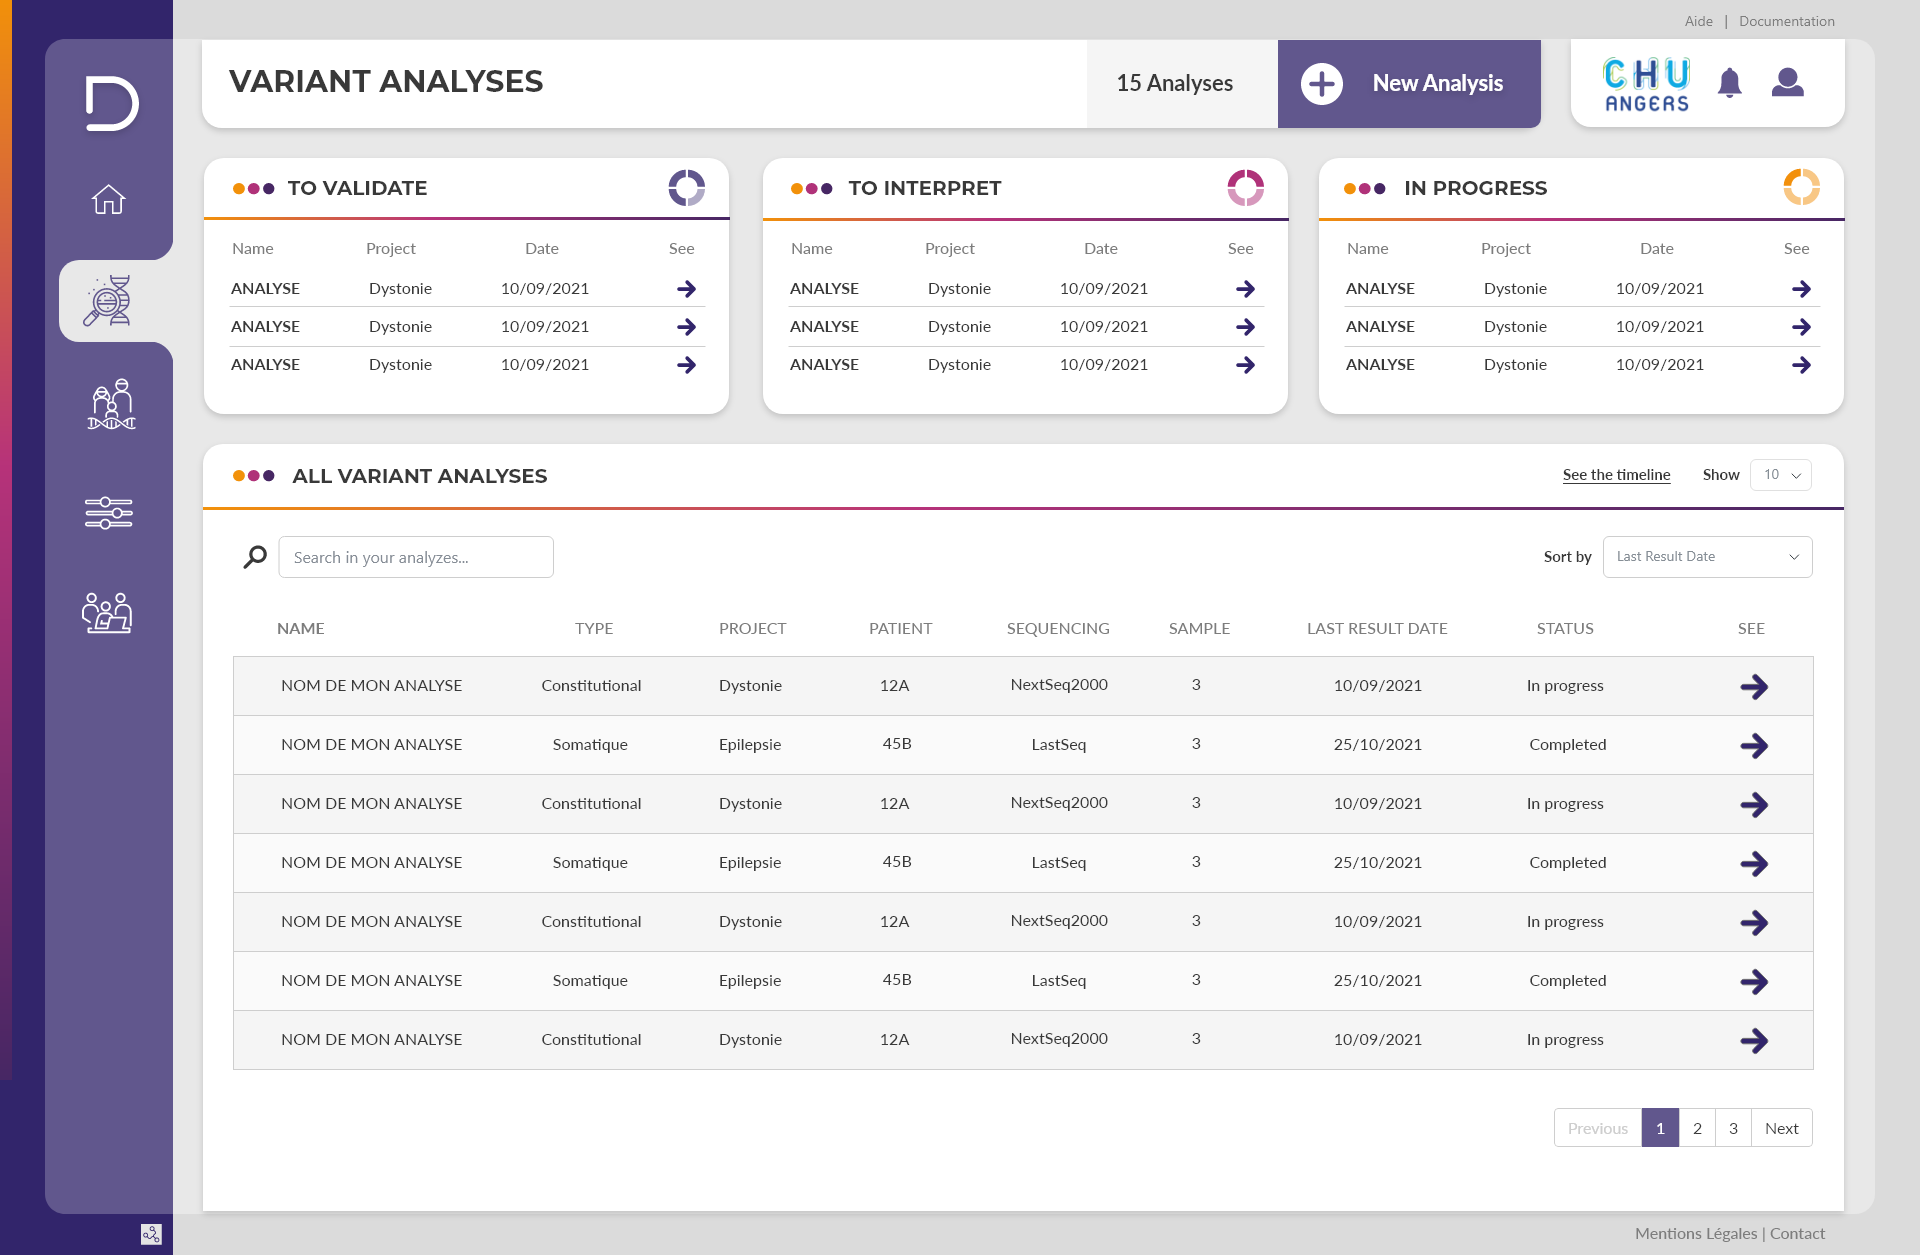 Aide | Documentation
VARIANT ANALYSES
15 Analyses
New Analysis
CHU
ANGERS
TO VALIDATE
Name Project Date See
ANALYSE Dystonie 10/09/2021
ANALYSE Dystonie 10/09/2021
ANALYSE Dystonie 10/09/2021
TO INTERPRET
Name Project Date See
ANALYSE Dystonie 10/09/2021
ANALYSE Dystonie 10/09/2021
ANALYSE Dystonie 10/09/2021
IN PROGRESS
Name Project Date See
ANALYSE Dystonie 10/09/2021
ANALYSE Dystonie 10/09/2021
ANALYSE Dystonie 10/09/2021
ALL VARIANT ANALYSES
See the timeline Show 10
Search in your analyzes...
Sort by Last Result Date
NAME TYPE PROJECT PATIENT SEQUENCING SAMPLE LAST RESULT DATE STATUS SEE
NOM DE MON ANALYSE Constitutional Dystonie 12A NextSeq2000 3 10/09/2021 In progress
NOM DE MON ANALYSE Somatique Epilepsie 45B LastSeq 3 25/10/2021 Completed
NOM DE MON ANALYSE Constitutional Dystonie 12A NextSeq2000 3 10/09/2021 In progress
NOM DE MON ANALYSE Somatique Epilepsie 45B LastSeq 3 25/10/2021 Completed
NOM DE MON ANALYSE Constitutional Dystonie 12A NextSeq2000 3 10/09/2021 In progress
NOM DE MON ANALYSE Somatique Epilepsie 45B LastSeq 3 25/10/2021 Completed
NOM DE MON ANALYSE Constitutional Dystonie 12A NextSeq2000 3 10/09/2021 In progress
Previous 1 2 3 Next
Mentions Légales | Contact